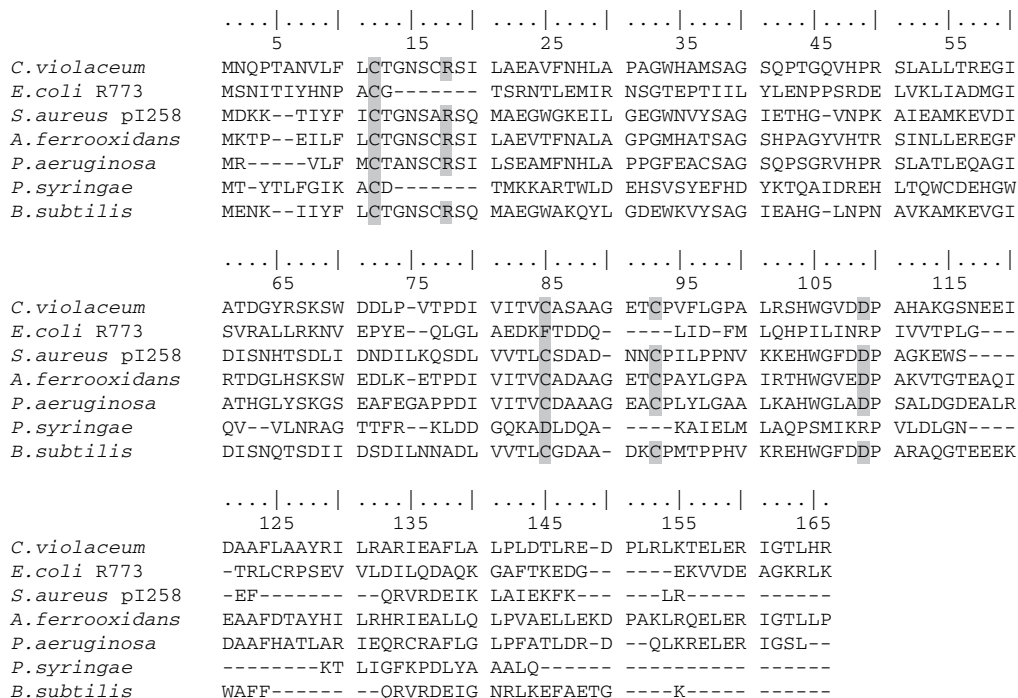 ....|....| ....|....| ....|....| ....|....| ....|....| ....|....|
5 15 25 35 45 55
C.violaceum MNQPTANVLF LCTGNSCRSI LAEAVFNHLA PAGWHAMSAG SQPTGQVHPR SLALLTREGI
E.coli R773 MSNITIYHNP ACG------- TSRNTLEMIR NSGTEPTIIL YLENPPSRDE LVKLIADMGI
S.aureus pI258 MDKK--TIYF ICTGNSARSQ MAEGWGKEIL GEGWNVYSAG IETHG-VNPK AIEAMKEVDI
A.ferrooxidans MKTP--EILF LCTGNSCRSI LAEVTFNALA GPGMHATSAG SHPAGYVHTR SINLLEREGF
P.aeruginosa MR-----VLF MCTANSCRSI LSEAMFNHLA PPGFEACSAG SQPSGRVHPR SLATLEQAGI
P.syringae MT-YTLFGIK ACD------- TMKKARTWLD EHSVSYEFHD YKTQAIDREH LTQWCDEHGW
B.subtilis MENK--IIYF LCTGNSCRSQ MAEGWAKQYL GDEWKVYSAG IEAHG-LNPN AVKAMKEVGI
....|....| ....|....| ....|....| ....|....| ....|....| ....|....|
65 75 85 95 105 115
C.violaceum ATDGYRSKSW DDLP-VTPDI VITVCASAAG ETCPVFLGPA LRSHWGVDDP AHAKGSNEEI
E.coli R773 SVRALLRKNV EPYE--QLGL AEDKFTDDQ- ----LID-FM LQHPILINRP IVVTPLG---
S.aureus pI258 DISNHTSDLI DNDILKQSDL VVTLCSDAD- NNCPILPPNV KKEHWGFDDP AGKEWS----
A.ferrooxidans RTDGLHSKSW EDLK-ETPDI VITVCADAAG ETCPAYLGPA IRTHWGVEDP AKVTGTEAQI
P.aeruginosa ATHGLYSKGS EAFEGAPPDI VITVCDAAAG EACPLYLGAA LKAHWGLADP SALDGDEALR
P.syringae QV--VLNRAG TTFR--KLDD GQKADLDQA- ----KAIELM LAQPSMIKRP VLDLGN----
B.subtilis DISNQTSDII DSDILNNADL VVTLCGDAA- DKCPMTPPHV KREHWGFDDP ARAQGTEEEK
....|....| ....|....| ....|....| ....|....| ....|.
125 135 145 155 165
C.violaceum DAAFLAAYRI LRARIEAFLA LPLDTLRE-D PLRLKTELER IGTLHR
E.coli R773 -TRLCRPSEV VLDILQDAQK GAFTKEDG-- ----EKVVDE AGKRLK
S.aureus pI258 -EF------- --QRVRDEIK LAIEKFK--- ----LR---- ------
A.ferrooxidans EAAFDTAYHI LRHRIEALLQ LPVAELLEKD PAKLRQELER IGTLLP
P.aeruginosa DAAFHATLAR IEQRCRAFLG LPFATLDR-D --QLKRELER IGSL--
P.syringae --------KT LIGFKPDLYA AALQ------ ---------- ------
B.subtilis WAFF------ --QRVRDEIG NRLKEFAETG ----K----- ------